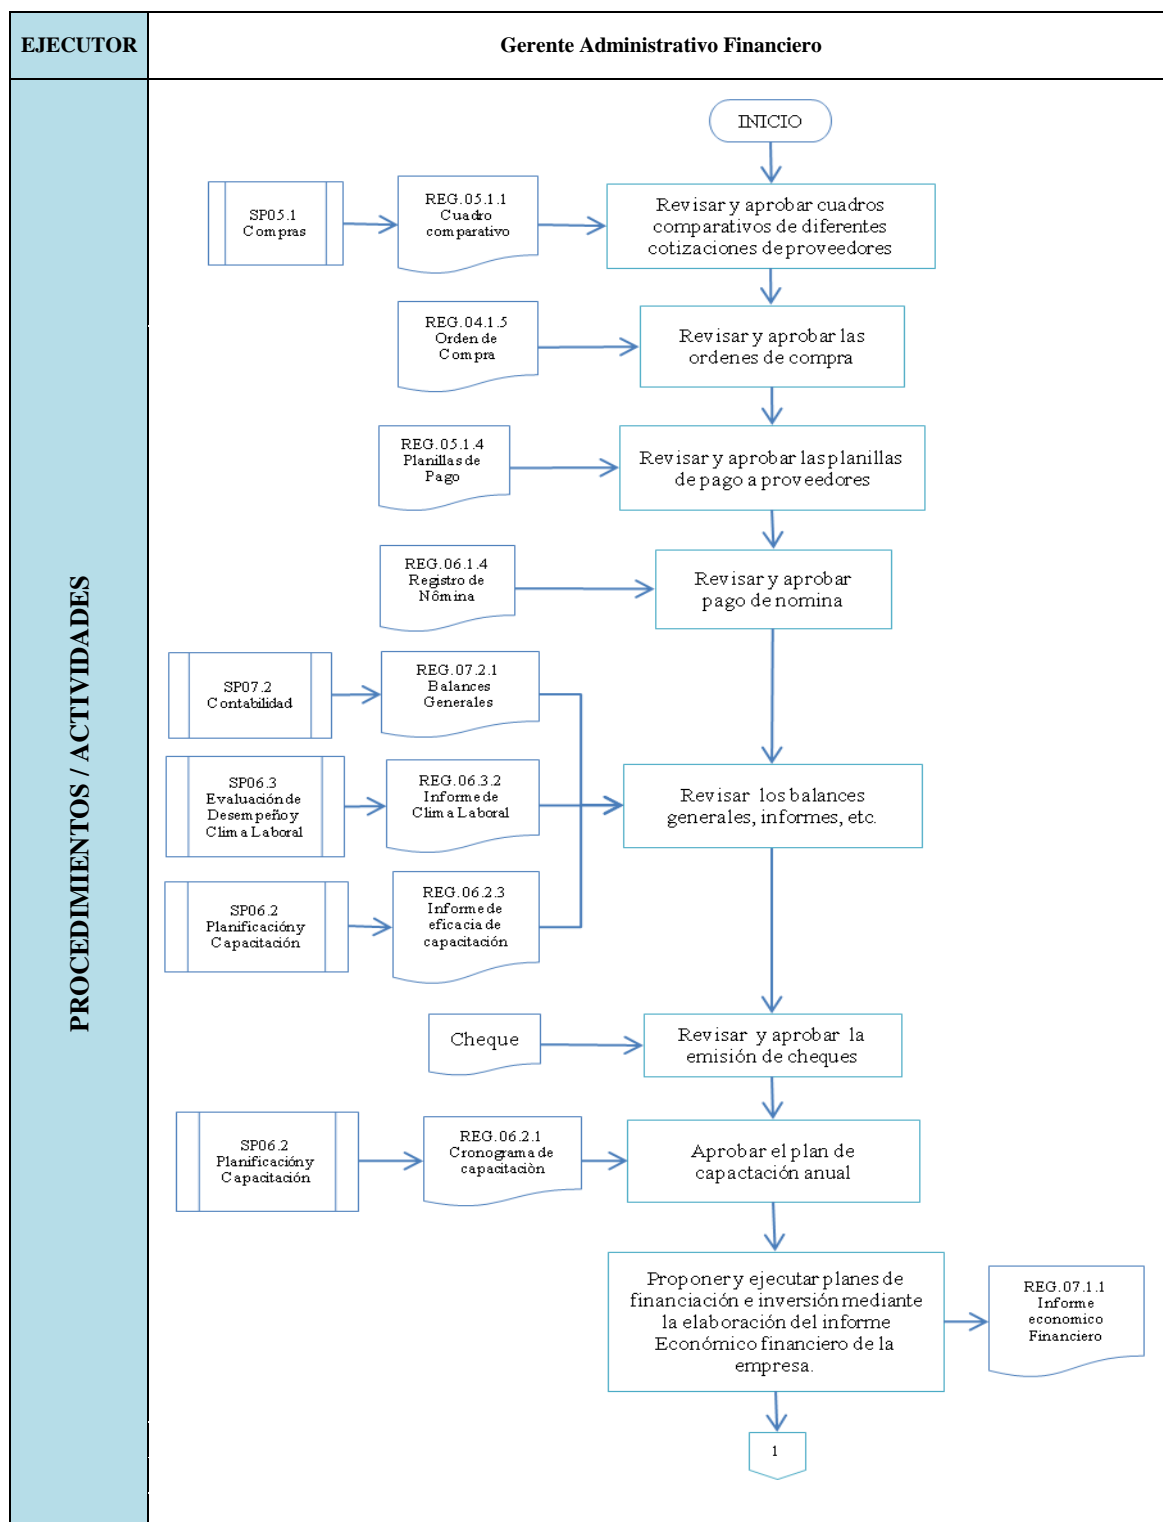 EJECUTOR
Gerente Administrativo Financiero
PROCEDIMIENTOS / ACTIVIDADES
INICIO
SP05.1
Compras
REG.05.1.1
Cuadro
comparativo
Revisar y aprobar cuadros
comparativos de diferentes
cotizaciones de proveedores
REG.04.1.5
Orden de
Compra
Revisar y aprobar las
ordenes de compra
REG.05.1.4
Planillas de
Pago
Revisar y aprobar las planillas
de pago a proveedores
REG.06.1.4
Registro de
Nômina
Revisar y aprobar
pago de nomina
SP07.2
Contabilidad
REG.07.2.1
Balances
Generales
SP06.3
Evaluación de
Desempeño y
Clima Laboral
REG.06.3.2
Informe de
Clima Laboral
Revisar los balances
generales, informes, etc.
SP06.2
Planificación y
Capacitación
REG.06.2.3
Informe de
eficacia de
capacitación
Cheque
Revisar y aprobar la
emisión de cheques
SP06.2
Planificación y
Capacitación
REG.06.2.1
Cronograma de
capacitaciòn
Aprobar el plan de
capactación anual
Proponer y ejecutar planes de
financiación e inversión mediante
la elaboración del informe
Económico financiero de la
empresa.
REG.07.1.1
Informe
economico
Financiero
1